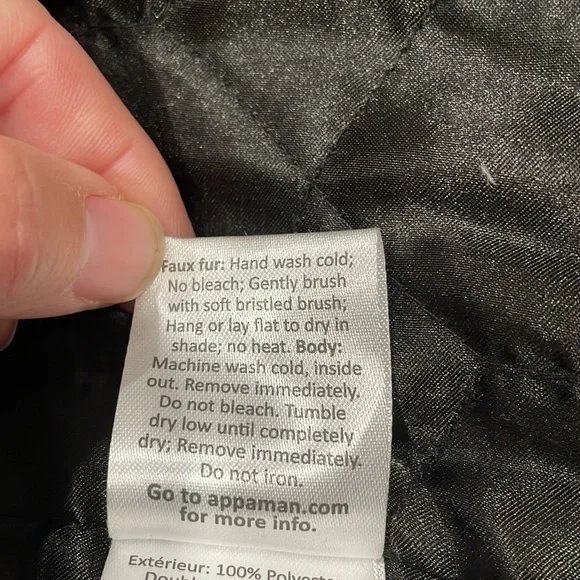 Faux fur: Hand wash cold;
No bleach; Gently brush
with soft bristled brush;
Hang or lay flat to dry in
shade; no heat. Body:
Machine wash cold, inside
out. Remove immediately.
Do not bleach. Tumble
dry low until completely
dry; Remove immediately.
Do not iron.
Go to appaman.com
for more info.
Extérieur: 100%